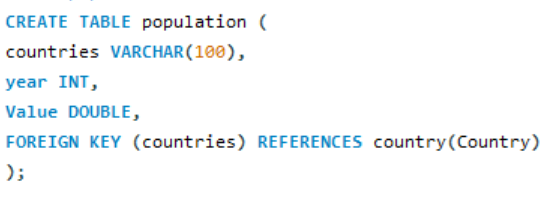 CREATE TABLE population (
countries VARCHAR(100),
year INT,
Value DOUBLE,
FOREIGN KEY (countries) REFERENCES country(Country)
);